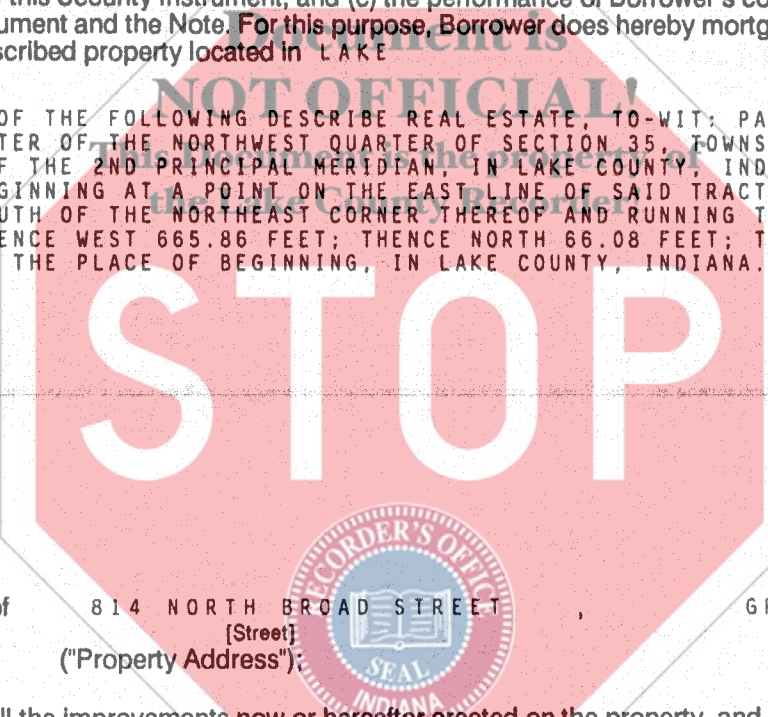 this Security Instrument; and (c) the performance of Borrower's
ument and the Note. For this purpose, Borrower does hereby mortg
scribed property located in LAKE
Document is
NOT OFFICIAL!
This Document is the property of
the Lake County Recorder!
OF THE FOLLOWING DESCRIBE REAL ESTATE, TO-WIT: PA
TER OF THE NORTHWEST QUARTER OF SECTION 35, TOWNS
F THE 2ND PRINCIPAL MERIDIAN, IN LAKE COUNTY, IND
GINNING AT A POINT ON THE EAST LINE OF SAID TRACT
UTH OF THE NORTHEAST CORNER THEREOF AND RUNNING T
ENCE WEST 665.86 FEET; THENCE NORTH 66.08 FEET; T
THE PLACE OF BEGINNING, IN LAKE COUNTY, INDIANA.
STOP
RECORDER'S OFFICE
SEAL
INDIANA
of 814 NORTH BROAD STREET , G
[Street]
("Property Address");
ll the improvements now or hereafter erected on the property, and